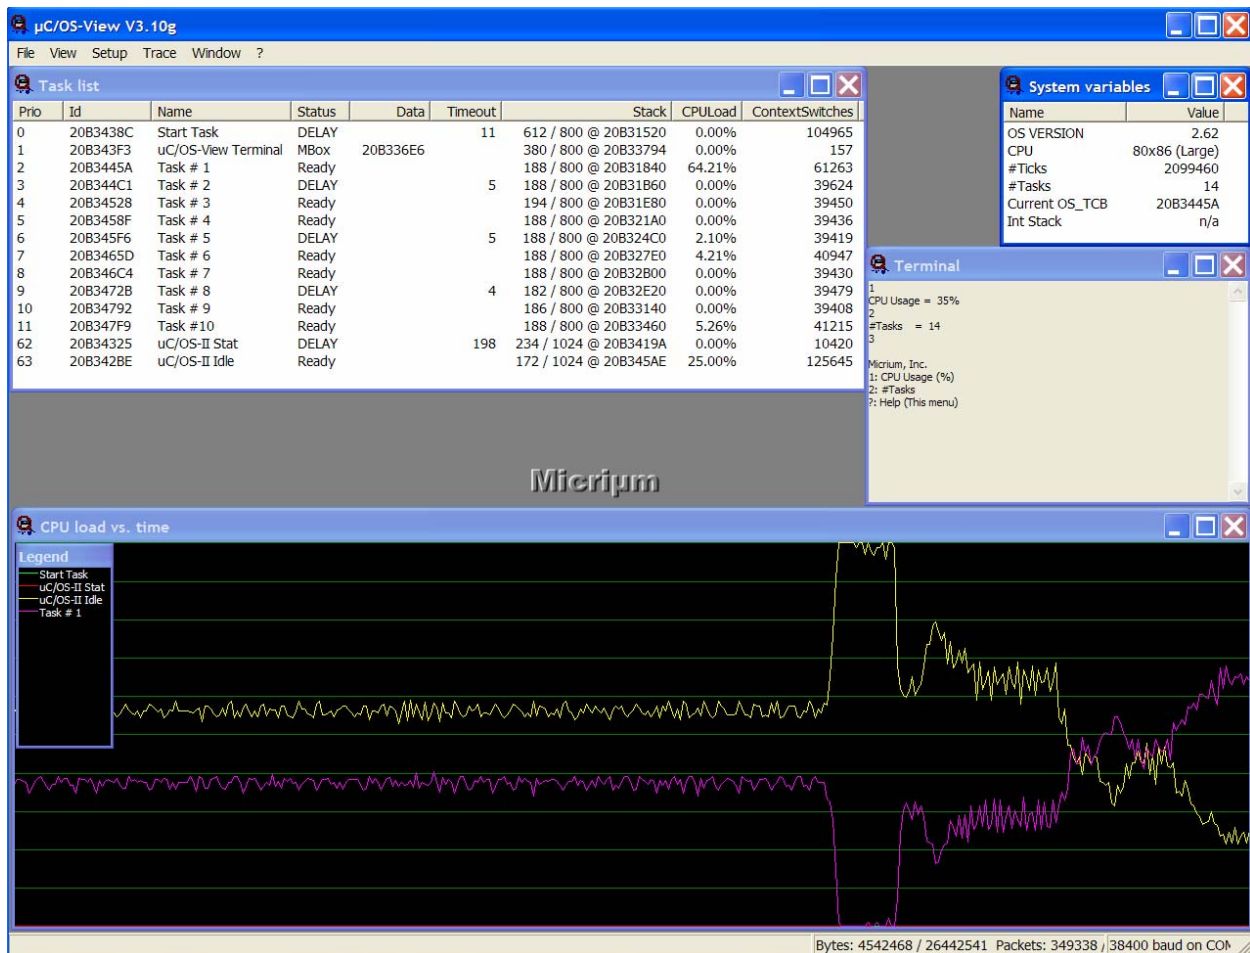 µC/OS-View V3.10g
File View Setup Trace Window ?
Task list
Prio Id Name Status Data Timeout Stack CPULoad ContextSwitches
0 20B3438C Start Task DELAY 11 612 / 800 @ 20B31520 0.00% 104965
1 20B343F3 uC/OS-View Terminal MBox 20B336E6 380 / 800 @ 20B33794 0.00% 157
2 20B3445A Task # 1 Ready 188 / 800 @ 20B31840 64.21% 61263
3 20B344C1 Task # 2 DELAY 5 188 / 800 @ 20B31B60 0.00% 39624
4 20B34528 Task # 3 Ready 194 / 800 @ 20B31E80 0.00% 39450
5 20B3458F Task # 4 Ready 188 / 800 @ 20B321A0 0.00% 39436
6 20B345F6 Task # 5 DELAY 5 188 / 800 @ 20B324C0 2.10% 39419
7 20B3465D Task # 6 Ready 188 / 800 @ 20B327E0 4.21% 40947
8 20B346C4 Task # 7 Ready 188 / 800 @ 20B32B00 0.00% 39430
9 20B3472B Task # 8 DELAY 4 182 / 800 @ 20B32E20 0.00% 39479
10 20B34792 Task # 9 Ready 186 / 800 @ 20B33140 0.00% 39408
11 20B347F9 Task #10 Ready 188 / 800 @ 20B33460 5.26% 41215
62 20B34325 uC/OS-II Stat DELAY 198 234 / 1024 @ 20B3419A 0.00% 10420
63 20B342BE uC/OS-II Idle Ready 172 / 1024 @ 20B345AE 25.00% 125645
System variables
Name Value
OS VERSION 2.62
CPU 80x86 (Large)
#Ticks 2099460
#Tasks 14
Current OS_TCB 20B3445A
Int Stack n/a
Terminal
1
CPU Usage = 35%
2
#Tasks = 14
3
Micrium, Inc.
1: CPU Usage (%)
2: #Tasks
?: Help (This menu)
Micriµm
CPU load vs. time
Legend
Start Task
uC/OS-II Stat
uC/OS-II Idle
Task # 1
Bytes: 4542468 / 26442541 Packets: 349338 / 38400 baud on COM